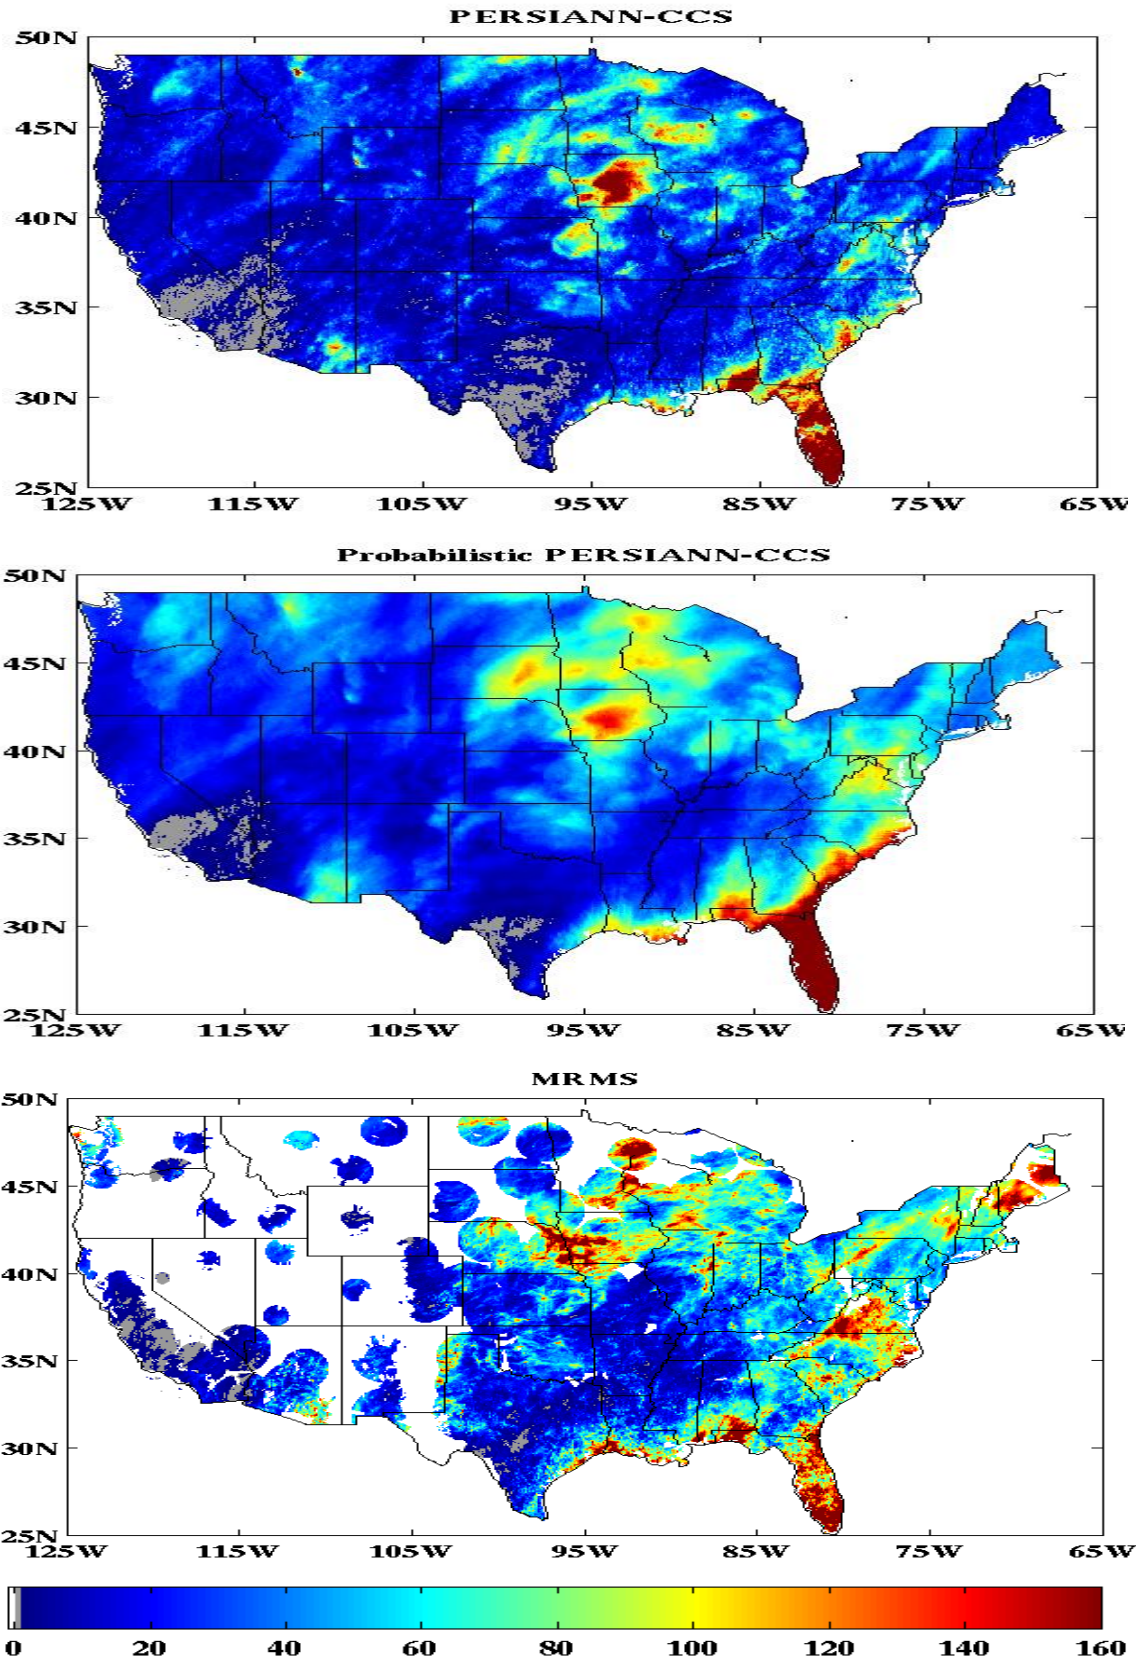 PERSIANN-CCS
50N
45N
40N
35N
30N
25N
125W 115W 105W 95W 85W 75W 65W
Probabilistic PERSIANN-CCS
50N
45N
40N
35N
30N
25N
125W 115W 105W 95W 85W 75W 65W
MRMS
50N
45N
40N
35N
30N
25N
125W 115W 105W 95W 85W 75W 65W
0 20 40 60 80 100 120 140 160